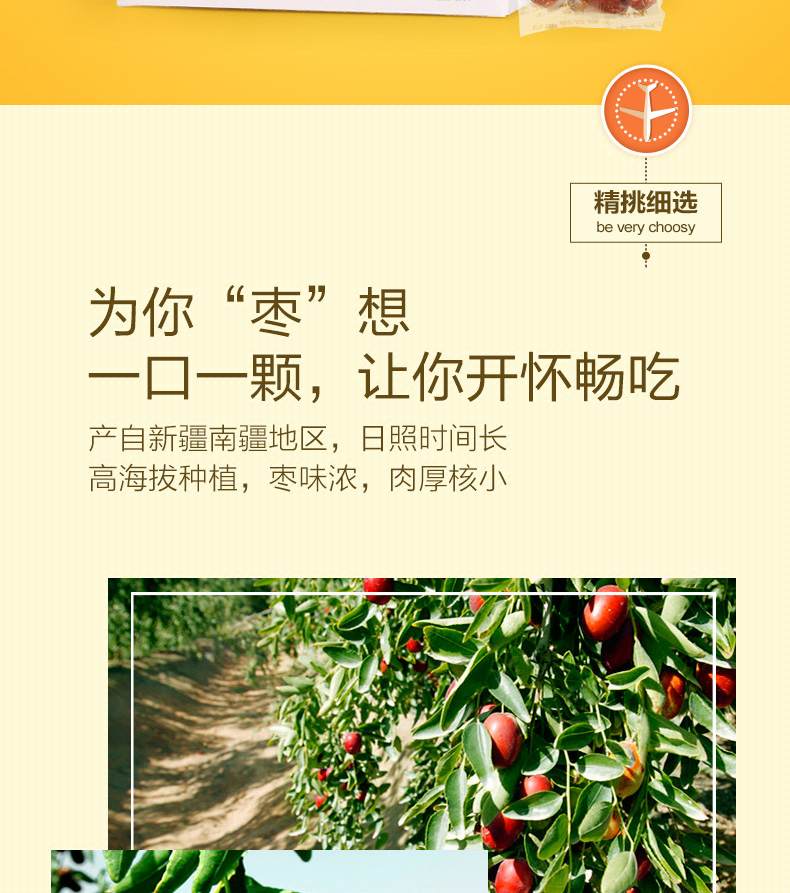 精挑细选
be very choosy
为你“枣”想
一口一颗，让你开怀畅吃
产自新疆南疆地区，日照时间长
高海拔种植，枣味浓，肉厚核小